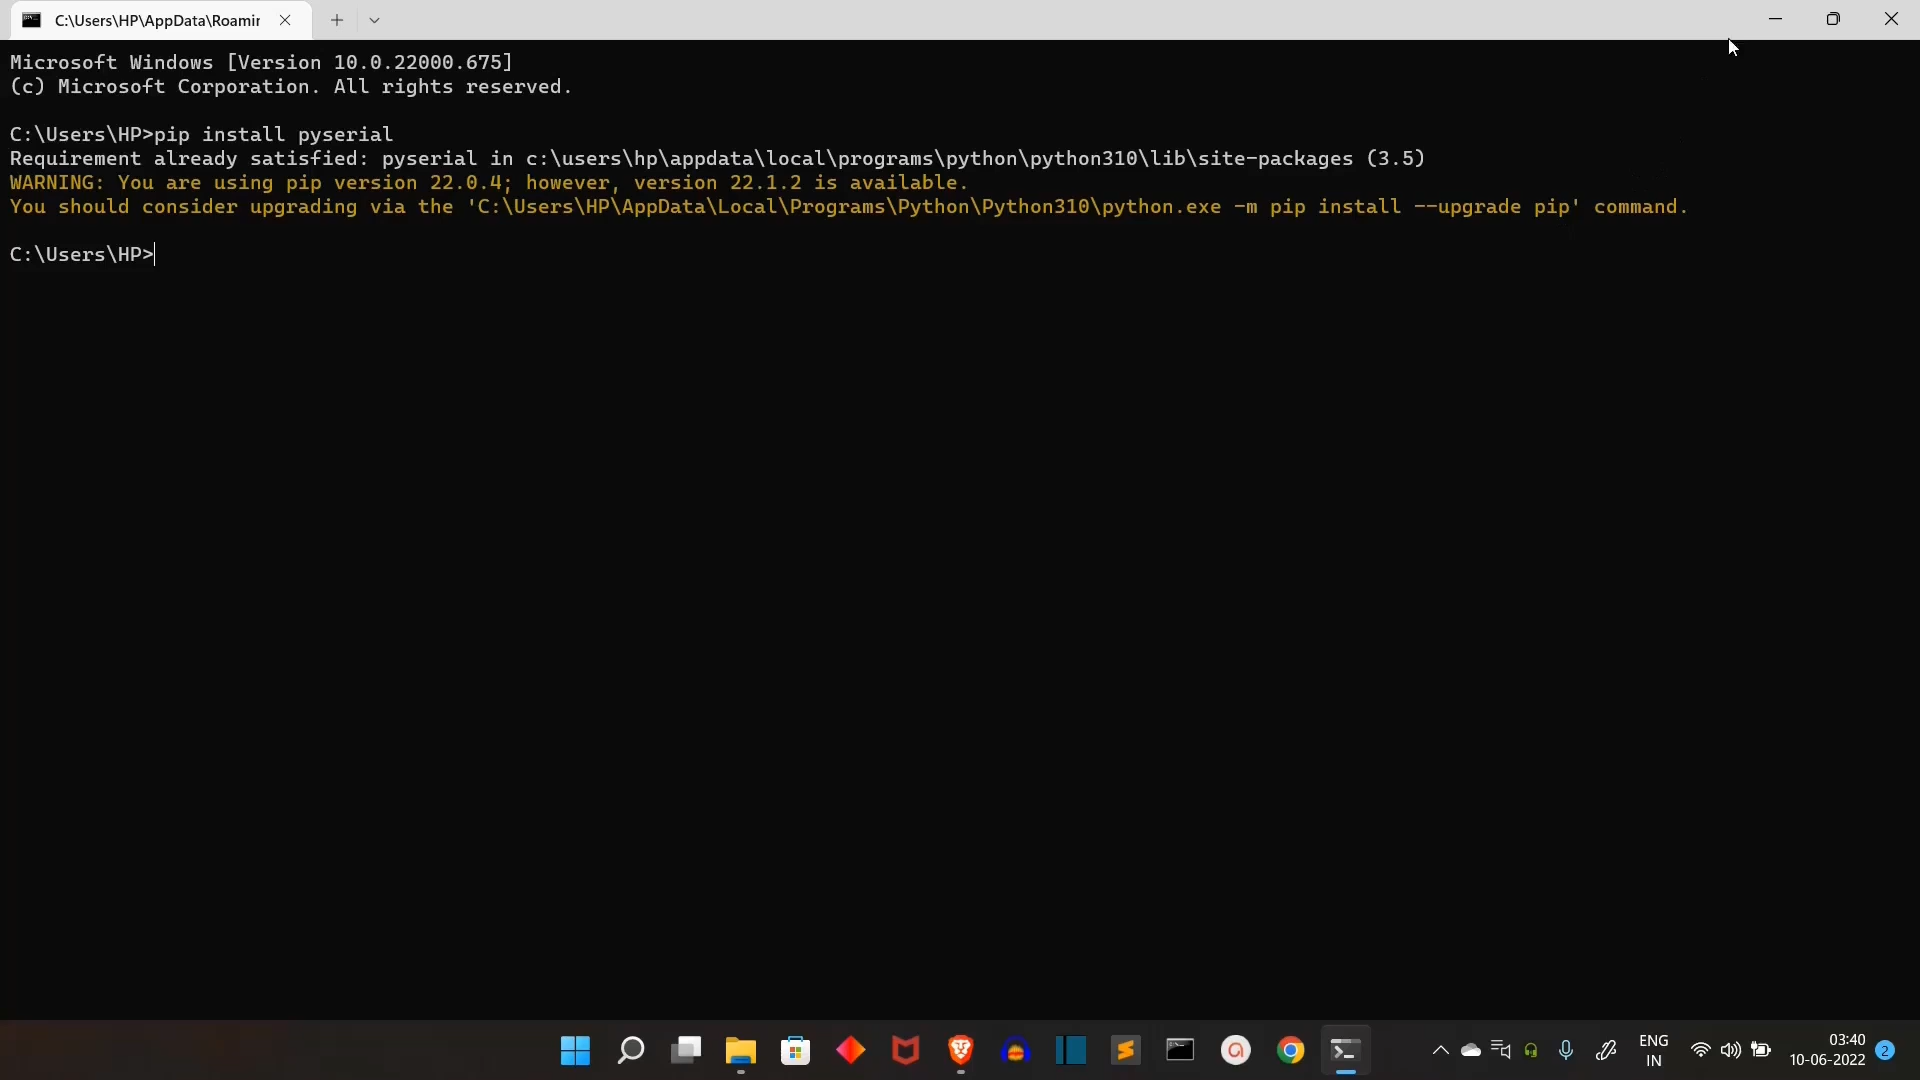 C:\Users\HP\AppData\Roamir
Microsoft Windows [Version 10.0.22000.675]
(c) Microsoft Corporation. All rights reserved.
C:\Users\HP>pip install pyserial
Requirement already satisfied: pyserial in c:\users\hp\appdata\local\programs\python\python310\lib\site-packages (3.5)
WARNING: You are using pip version 22.0.4; however, version 22.1.2 is available.
You should consider upgrading via the 'C:\Users\HP\AppData\Local\Programs\Python\Python310\python.exe -m pip install --upgrade pip' command.
C:\Users\HP>
ENG
IN
03:40
10-06-2022
2